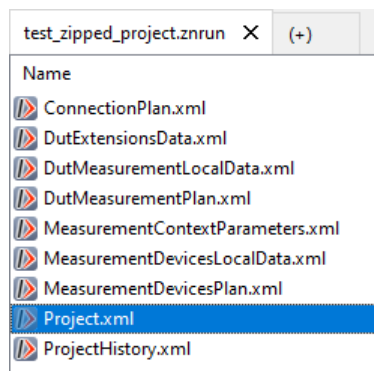 test_zipped_project.znrun X (+)
Name
ConnectionPlan.xml
DutExtensionsData.xml
DutMeasurementLocalData.xml
DutMeasurementPlan.xml
MeasurementContextParameters.xml
MeasurementDevicesLocalData.xml
MeasurementDevicesPlan.xml
Project.xml
ProjectHistory.xml